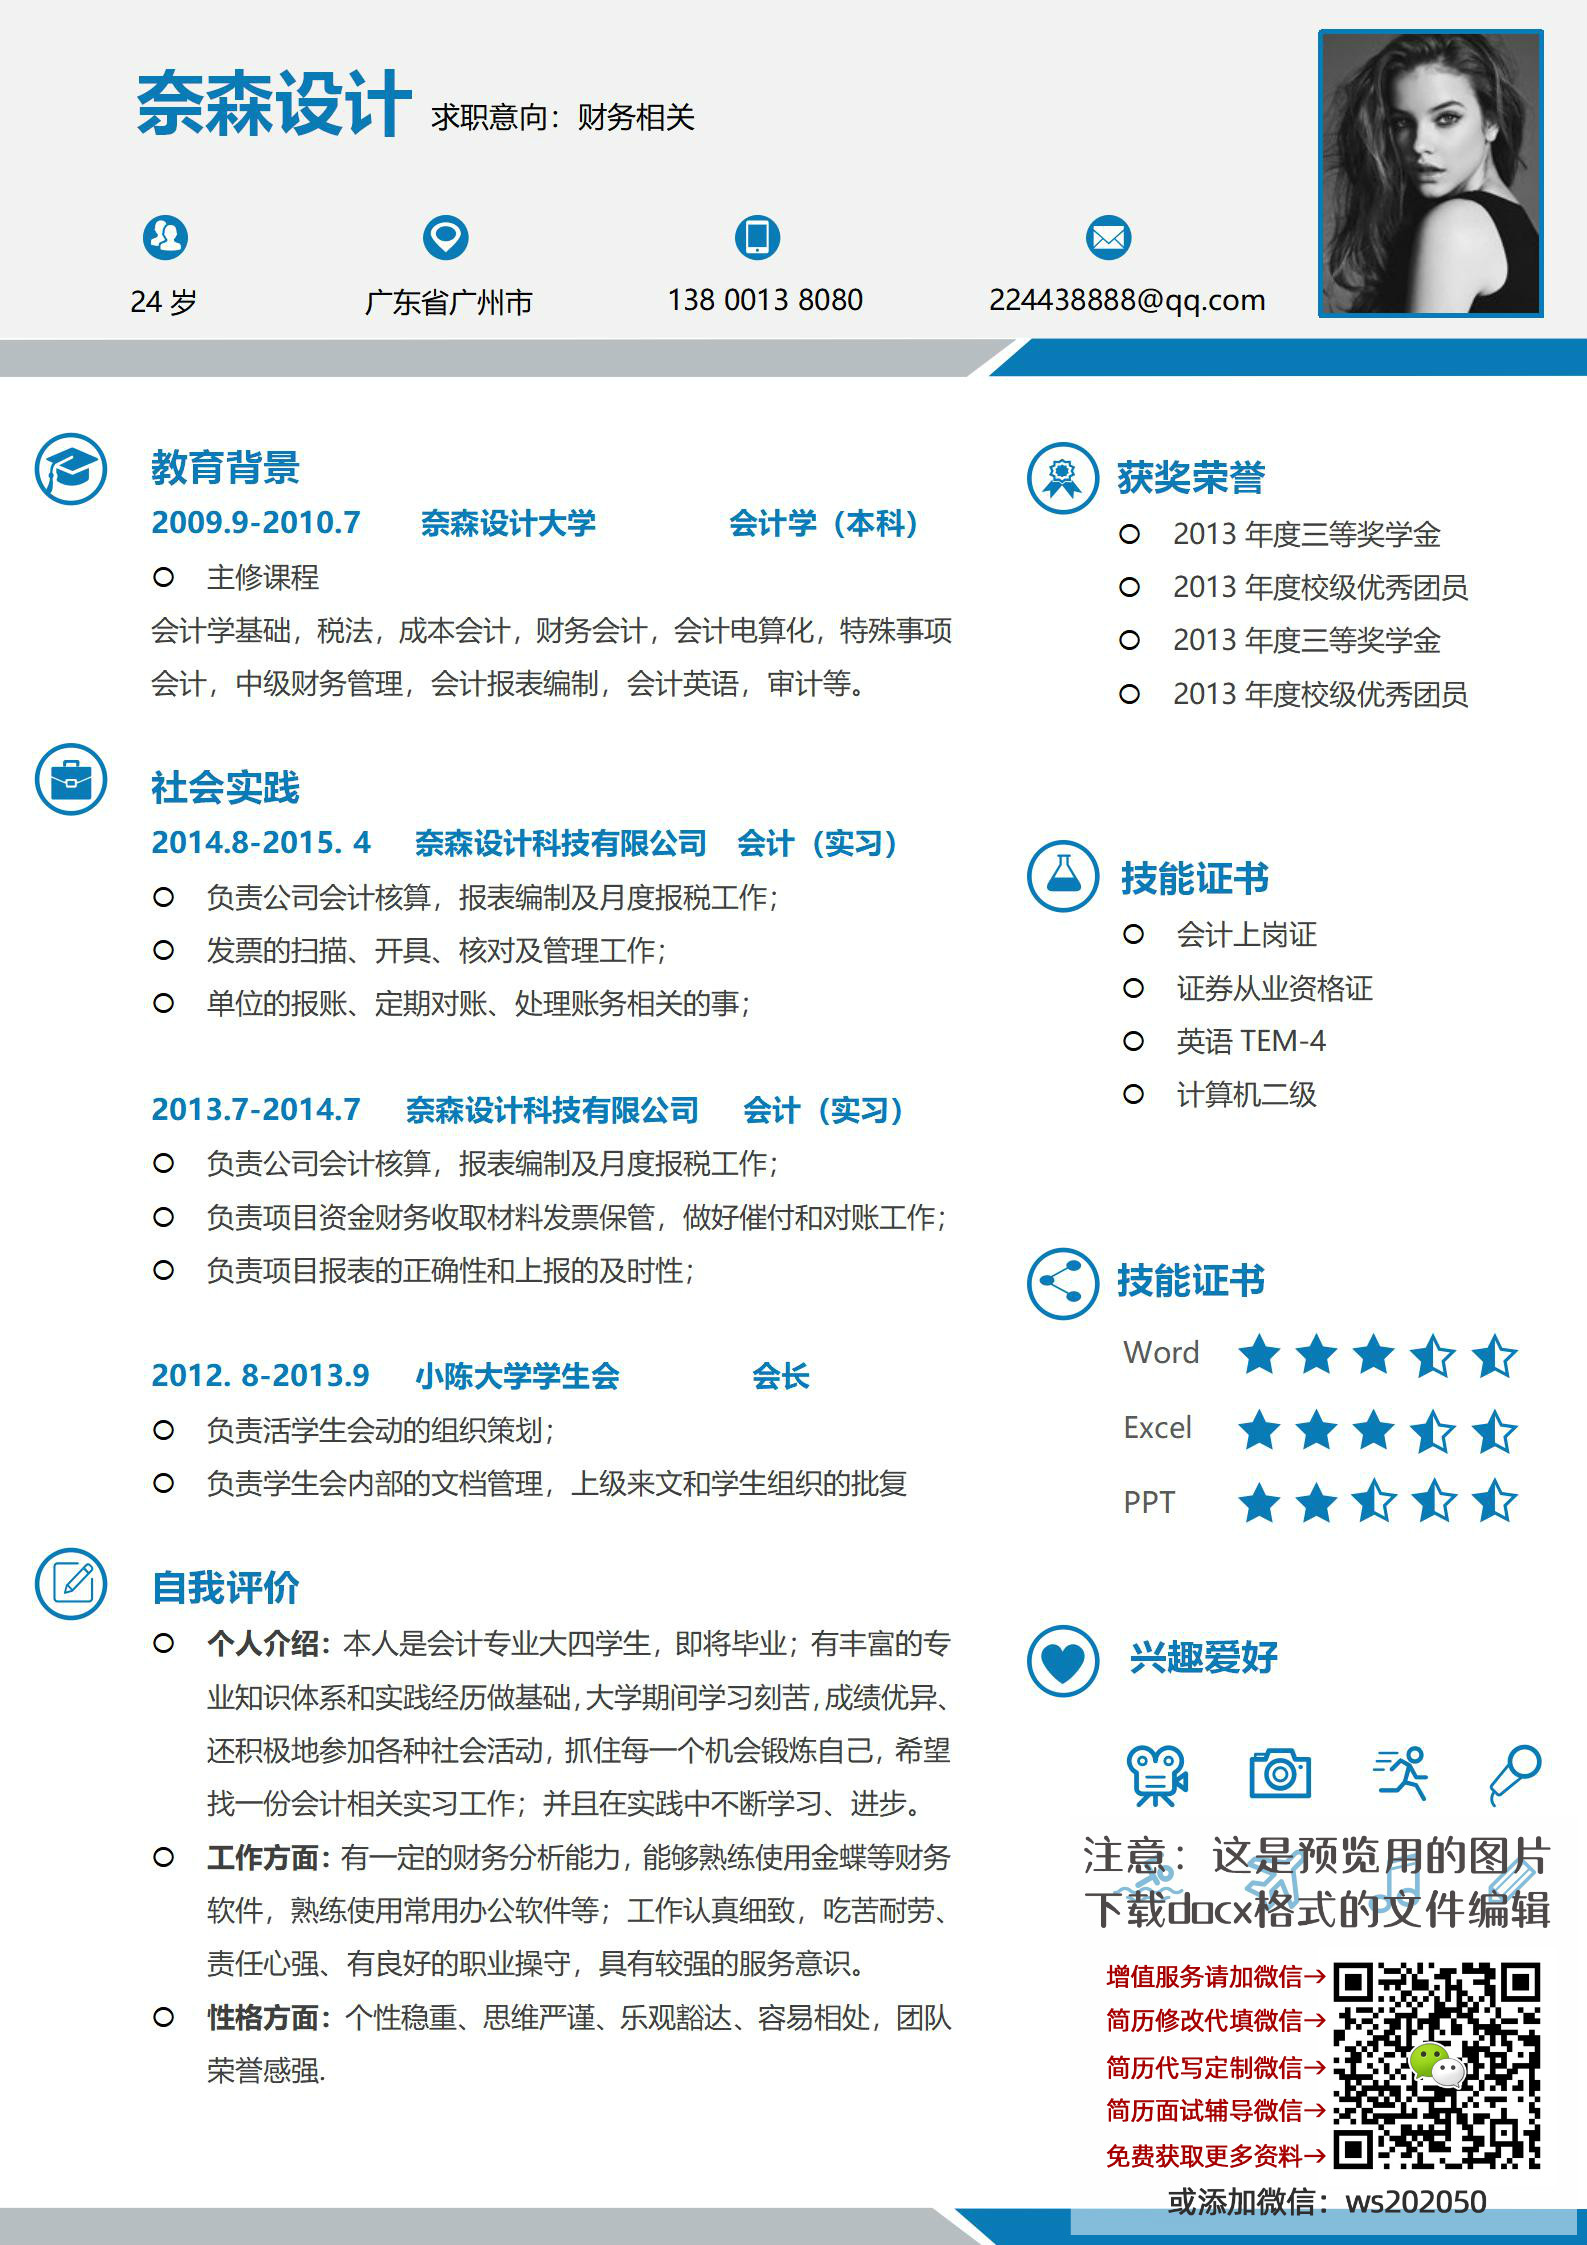 奈森设计 求职意向：财务相关
24 岁
广东省广州市
138 0013 8080
224438888@qq.com
教育背景
2009.9-2010.7 奈森设计大学 会计学（本科）
主修课程
会计学基础，税法，成本会计，财务会计，会计电算化，特殊事项
会计，中级财务管理，会计报表编制，会计英语，审计等。
社会实践
2014.8-2015. 4 奈森设计科技有限公司 会计（实习）
负责公司会计核算，报表编制及月度报税工作；
发票的扫描、开具、核对及管理工作；
单位的报账、定期对账、处理账务相关的事；
2013.7-2014.7 奈森设计科技有限公司 会计（实习）
负责公司会计核算，报表编制及月度报税工作；
负责项目资金财务收取材料发票保管，做好催付和对账工作；
负责项目报表的正确性和上报的及时性；
2012. 8-2013.9 小陈大学学生会 会长
负责活学生会动的组织策划；
负责学生会内部的文档管理，上级来文和学生组织的批复
自我评价
个人介绍：本人是会计专业大四学生，即将毕业；有丰富的专
业知识体系和实践经历做基础，大学期间学习刻苦，成绩优异、
还积极地参加各种社会活动，抓住每一个机会锻炼自己，希望
找一份会计相关实习工作；并且在实践中不断学习、进步。
工作方面：有一定的财务分析能力，能够熟练使用金蝶等财务
软件，熟练使用常用办公软件等；工作认真细致，吃苦耐劳、
责任心强、有良好的职业操守，具有较强的服务意识。
性格方面：个性稳重、思维严谨、乐观豁达、容易相处，团队
荣誉感强.
获奖荣誉
2013 年度三等奖学金
2013 年度校级优秀团员
2013 年度三等奖学金
2013 年度校级优秀团员
技能证书
会计上岗证
证券从业资格证
英语 TEM-4
计算机二级
技能证书
Word
Excel
PPT
兴趣爱好
注意：这是预览用的图片
下载docx格式的文件编辑
增值服务请加微信→
简历修改代填微信→
简历代写定制微信→
简历面试辅导微信→
免费获取更多资料→
或添加微信：ws202050